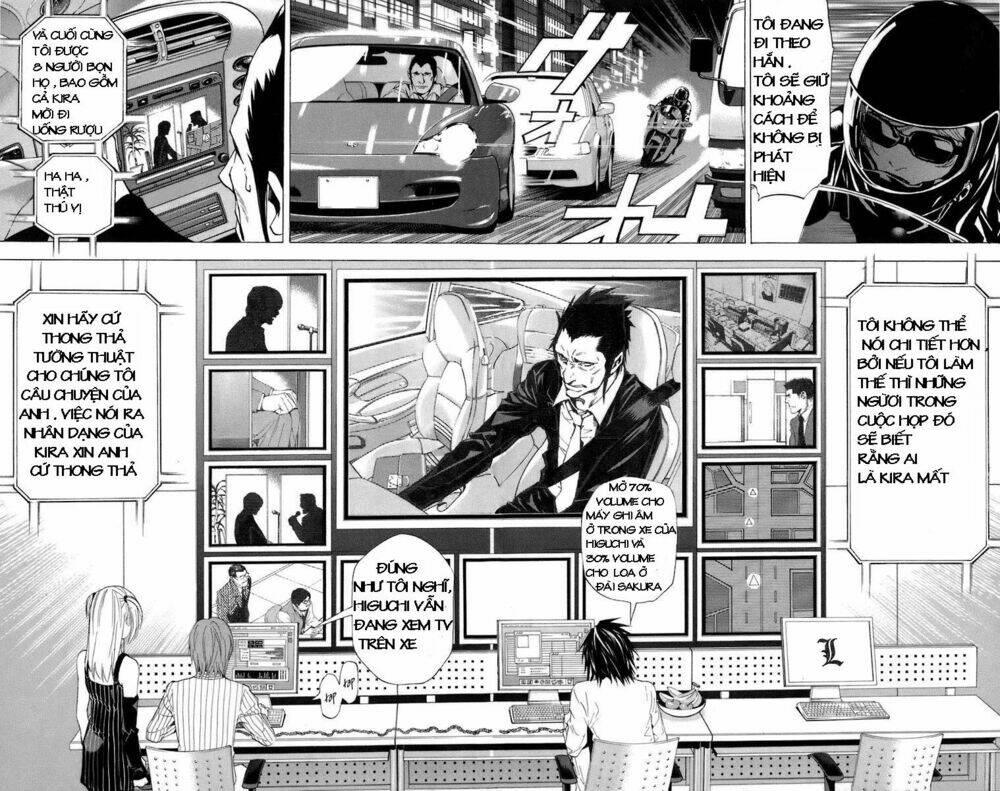 TÔI ĐANG
ĐI THEO
HẮN ,
TÔI SẼ GIỮ
KHOẢNG
CÁCH ĐỂ
KHÔNG BỊ
PHÁT
HIỆN
VÀ CUỐI CÙNG
TÔI ĐƯỢC
8 NGƯỜI BỌN
HỌ , BAO GỒM
CẢ KIRA
MỜI ĐI
UỐNG RƯỢU
HA HA ,
THẬT
THÚ VỊ
TÔI KHÔNG THỂ
NÓI CHI TIẾT HƠN ,
BỞI NẾU TÔI LÀM
THẾ THÌ NHỮNG
NGƯỜI TRONG
CUỘC HỌP ĐÓ
SẼ BIẾT
RẰNG AI
LÀ KIRA MẤT
XIN HÃY CỨ
THONG THẢ
TƯỜNG THUẬT
CHO CHÚNG TÔI
CÂU CHUYỆN CỦA
ANH , VIỆC NÓI RA
NHÂN DẠNG CỦA
KIRA XIN ANH
CỨ THONG THẢ
MỞ 70%
VOLUME CHO
MÁY GHI ÂM
Ở TRONG XE CỦA
HIGUCHI VÀ
30% VOLUME
CHO LOA Ở
ĐÀI SAKURA
ĐÚNG
NHƯ TÔI NGHĨ,
HIGUCHI VẪN
ĐANG XEM TV
TRÊN XE
L